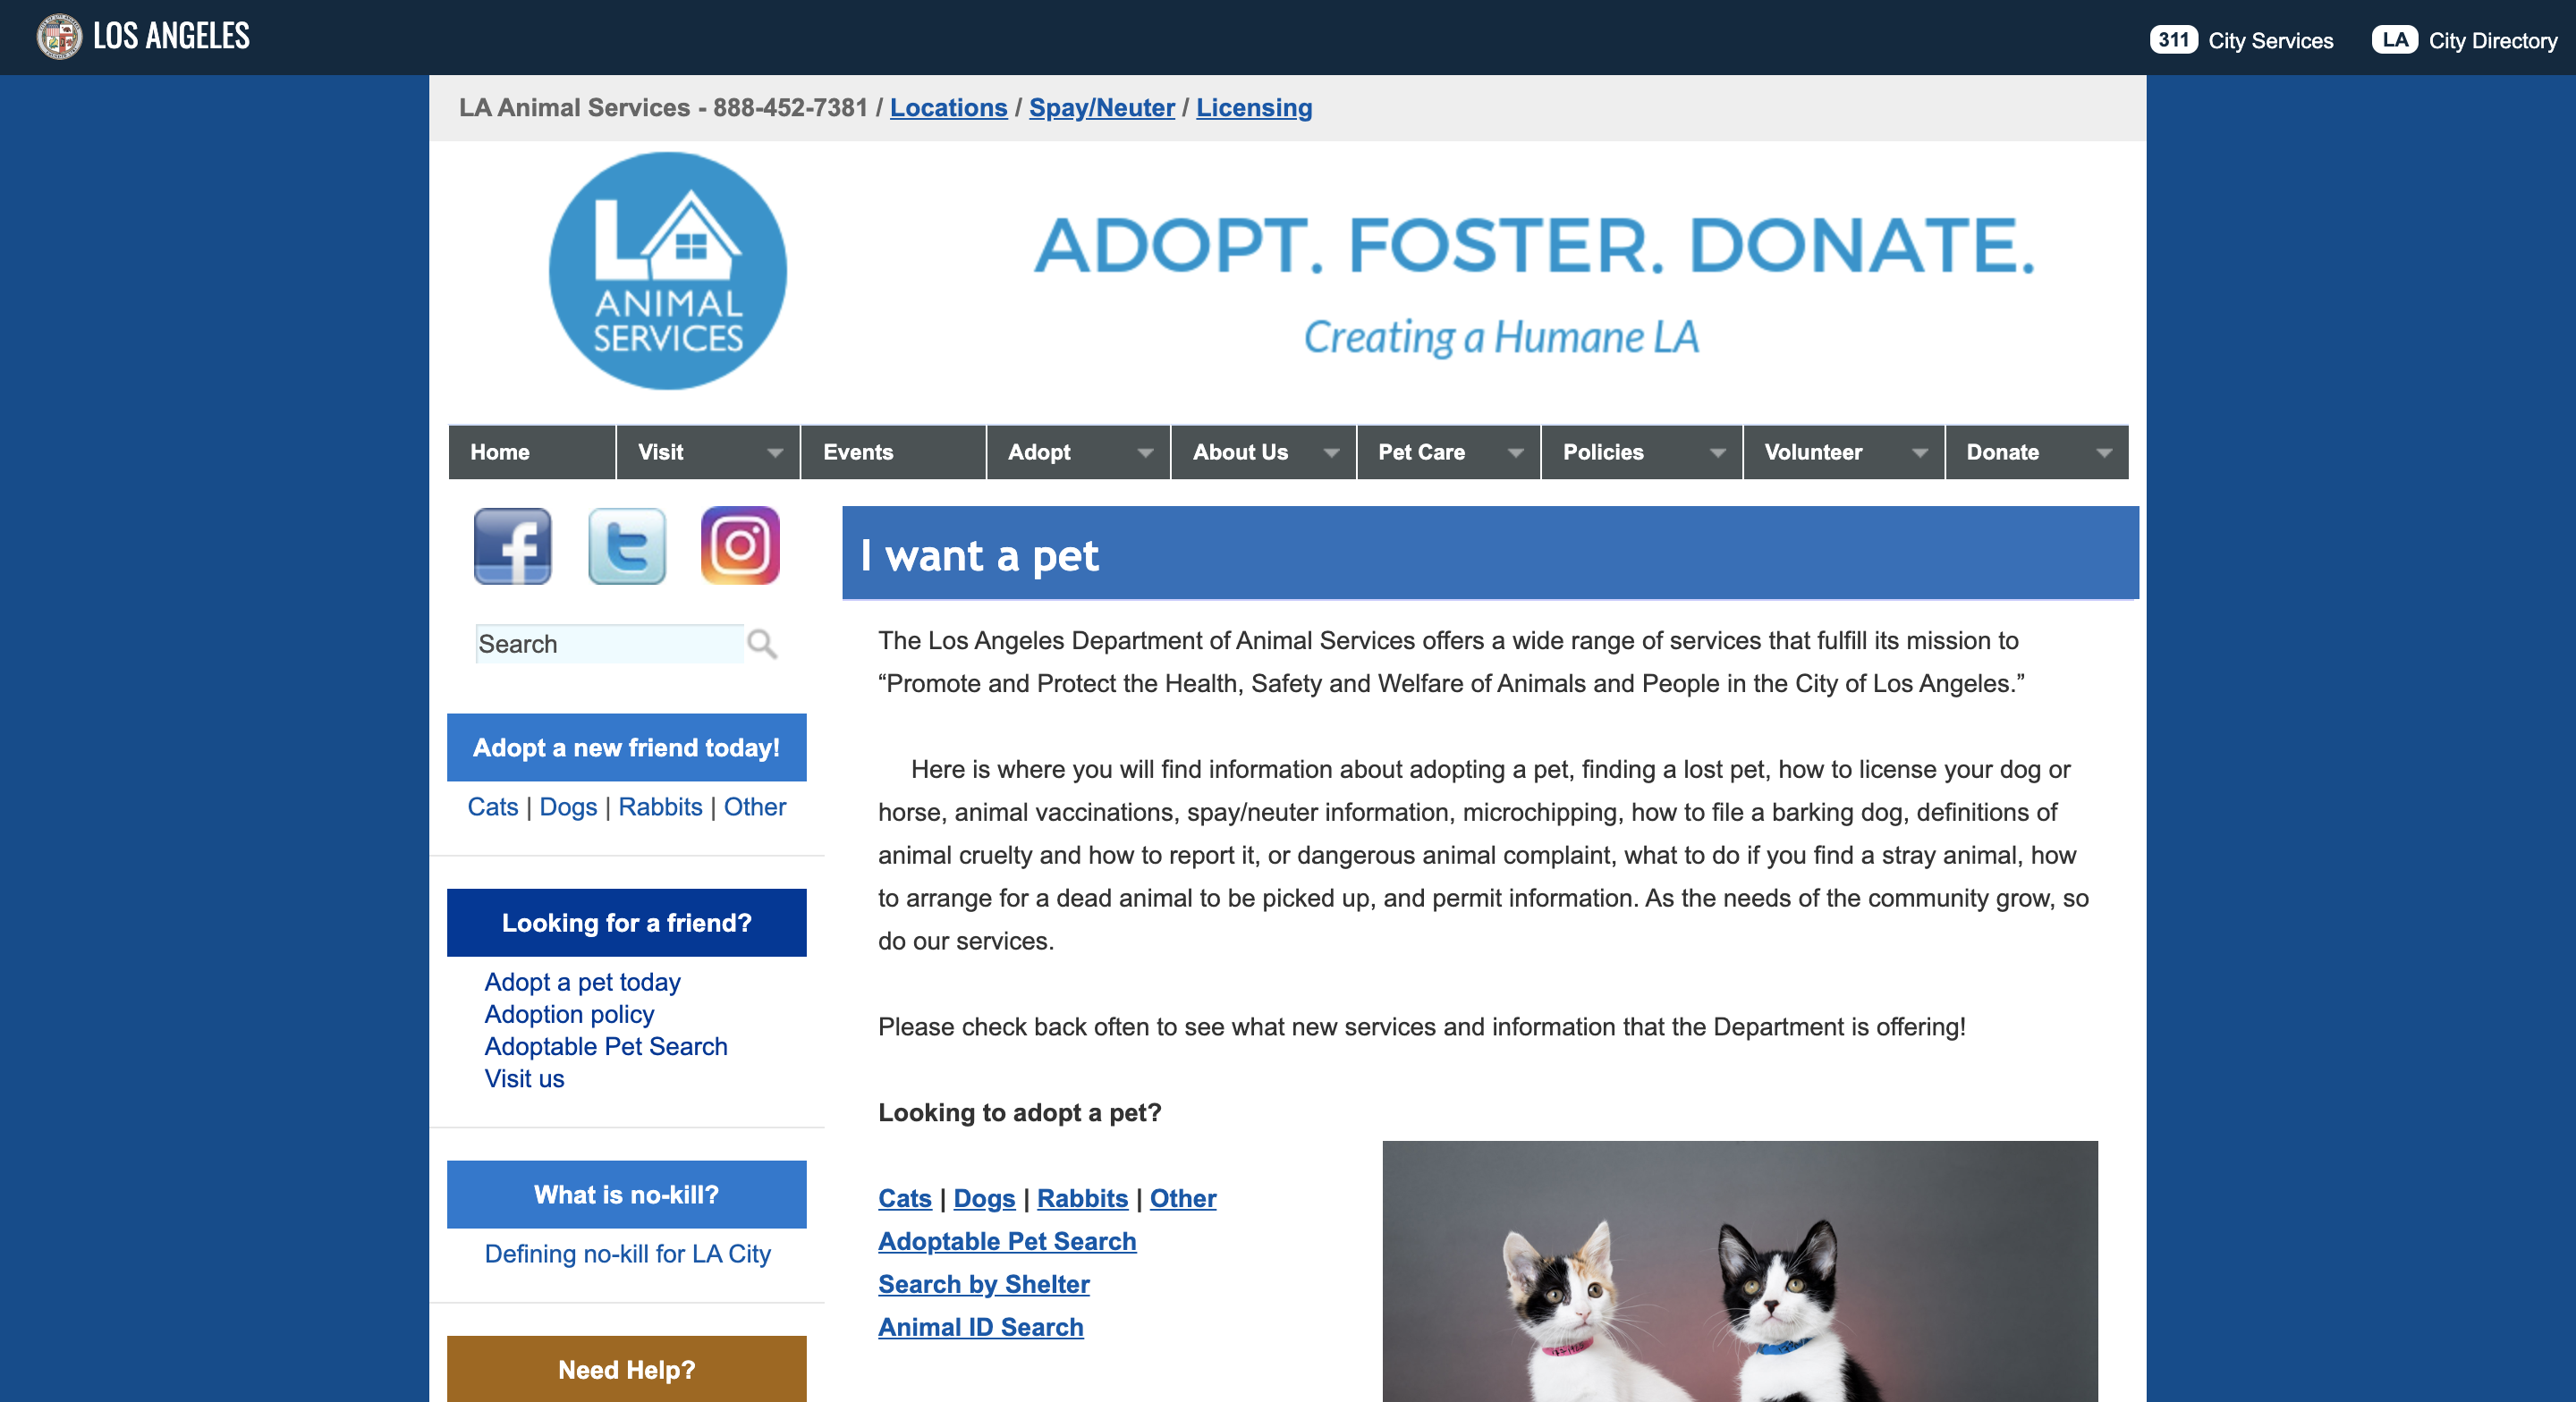 LOS ANGELES
311 City Services LA City Directory
LA Animal Services - 888-452-7381 / Locations / Spay/Neuter / Licensing
LA
ANIMAL
SERVICES
ADOPT. FOSTER. DONATE.
Creating a Humane LA
Home Visit Events Adopt About Us Pet Care Policies Volunteer Donate
Search
Adopt a new friend today!
Cats | Dogs | Rabbits | Other
Looking for a friend?
Adopt a pet today
Adoption policy
Adoptable Pet Search
Visit us
What is no-kill?
Defining no-kill for LA City
Need Help?
I want a pet
The Los Angeles Department of Animal Services offers a wide range of services that fulfill its mission to
“Promote and Protect the Health, Safety and Welfare of Animals and People in the City of Los Angeles.”
Here is where you will find information about adopting a pet, finding a lost pet, how to license your dog or
horse, animal vaccinations, spay/neuter information, microchipping, how to file a barking dog, definitions of
animal cruelty and how to report it, or dangerous animal complaint, what to do if you find a stray animal, how
to arrange for a dead animal to be picked up, and permit information. As the needs of the community grow, so
do our services.
Please check back often to see what new services and information that the Department is offering!
Looking to adopt a pet?
Cats | Dogs | Rabbits | Other
Adoptable Pet Search
Search by Shelter
Animal ID Search